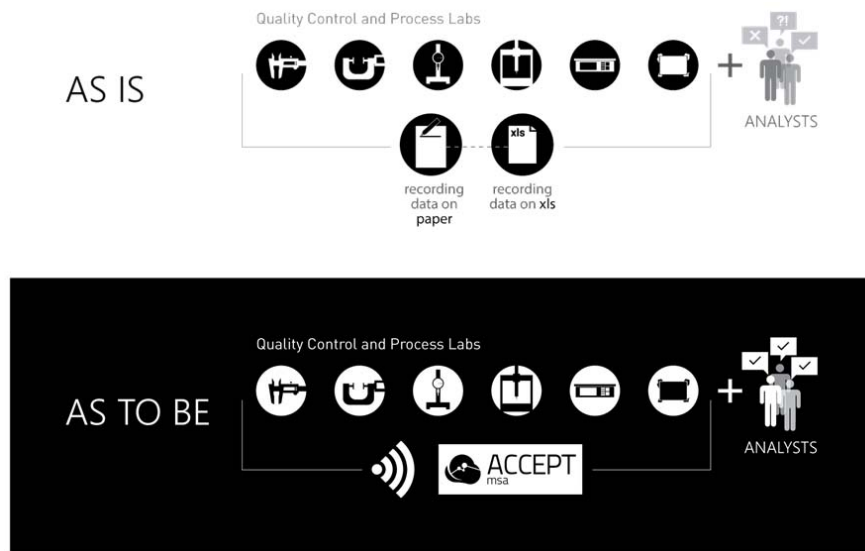 Quality Control and Process Labs
?!
AS IS
ANALYSTS
xls
recording
data on
paper
recording
data on xls
Quality Control and Process Labs
AS TO BE
ANALYSTS
ACCEPT
msa